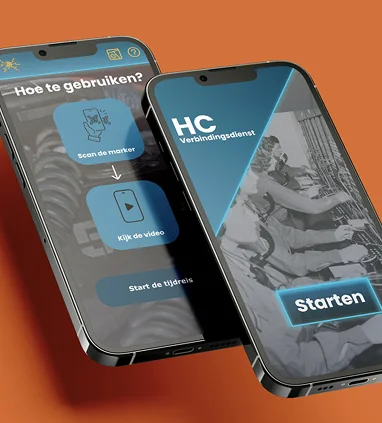 Hoe te gebruiken?
Scan de marker
Kijk de video
Start de tijdreis
HC
Verbindingsdienst
Starten